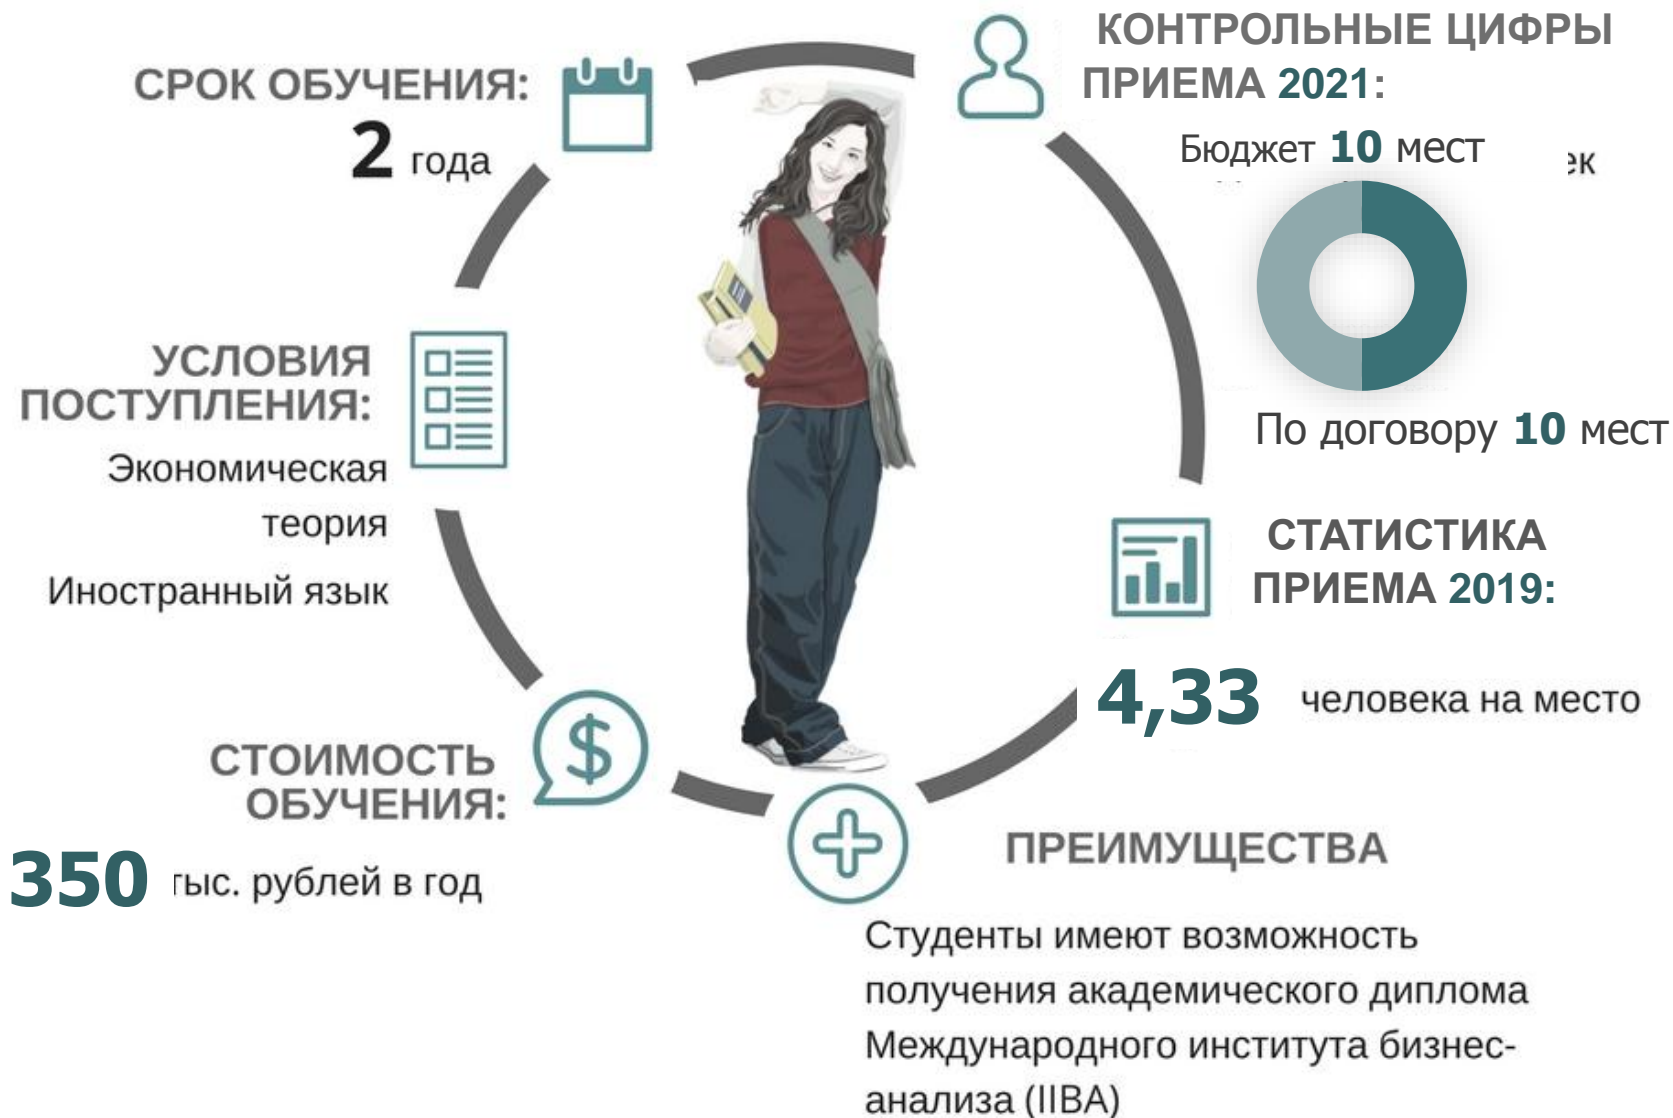 СРОК ОБУЧЕНИЯ:
2 года
УСЛОВИЯ
ПОСТУПЛЕНИЯ:
Экономическая
теория
Иностранный язык
СТОИМОСТЬ
ОБУЧЕНИЯ:
350 тыс. рублей в год
КОНТРОЛЬНЫЕ ЦИФРЫ
ПРИЕМА 2021:
Бюджет 10 мест
По договору 10 мест
СТАТИСТИКА
ПРИЕМА 2019:
4,33 человека на место
ПРЕИМУЩЕСТВА
Студенты имеют возможность
получения академического диплома
Международного института бизнес-
анализа (IIBA)